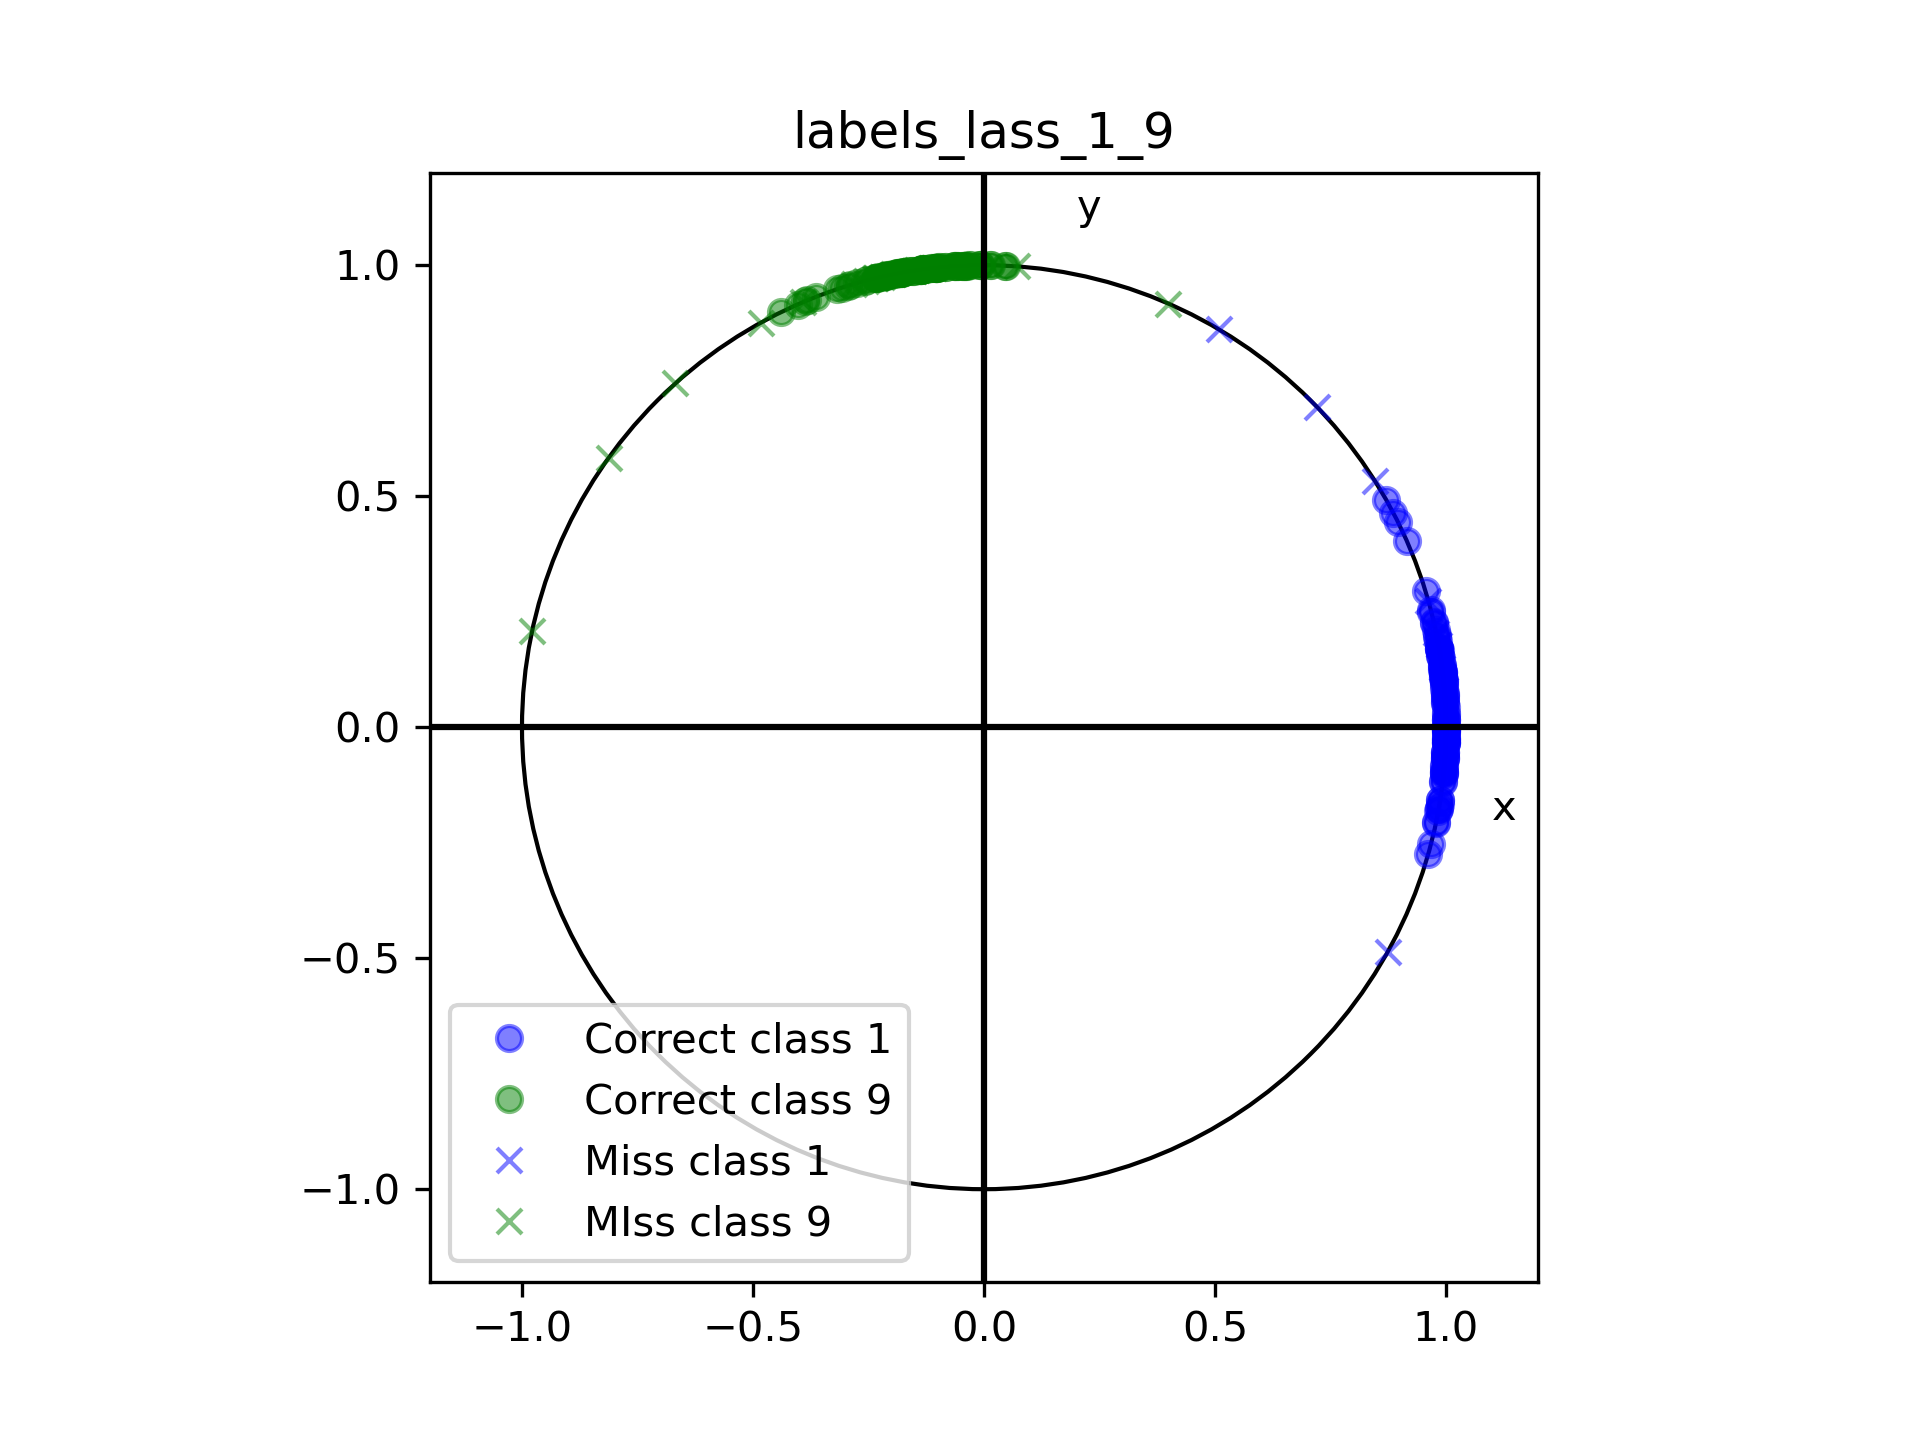 labels_lass_1_9
y
1.0
0.5
0.0
x
−0.5
−1.0
Correct class 1
Correct class 9
Miss class 1
MIss class 9
−1.0 −0.5 0.0 0.5 1.0